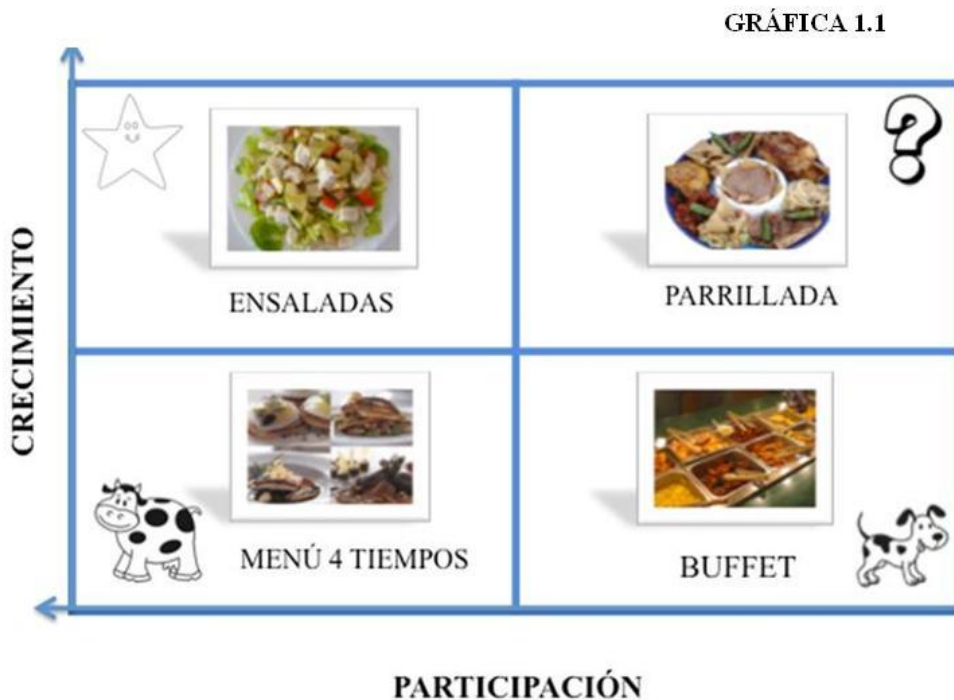 GRÁFICA 1.1
CRECIMIENTO
ENSALADAS
PARRILLADA
MENÚ 4 TIEMPOS
BUFFET
PARTICIPACIÓN